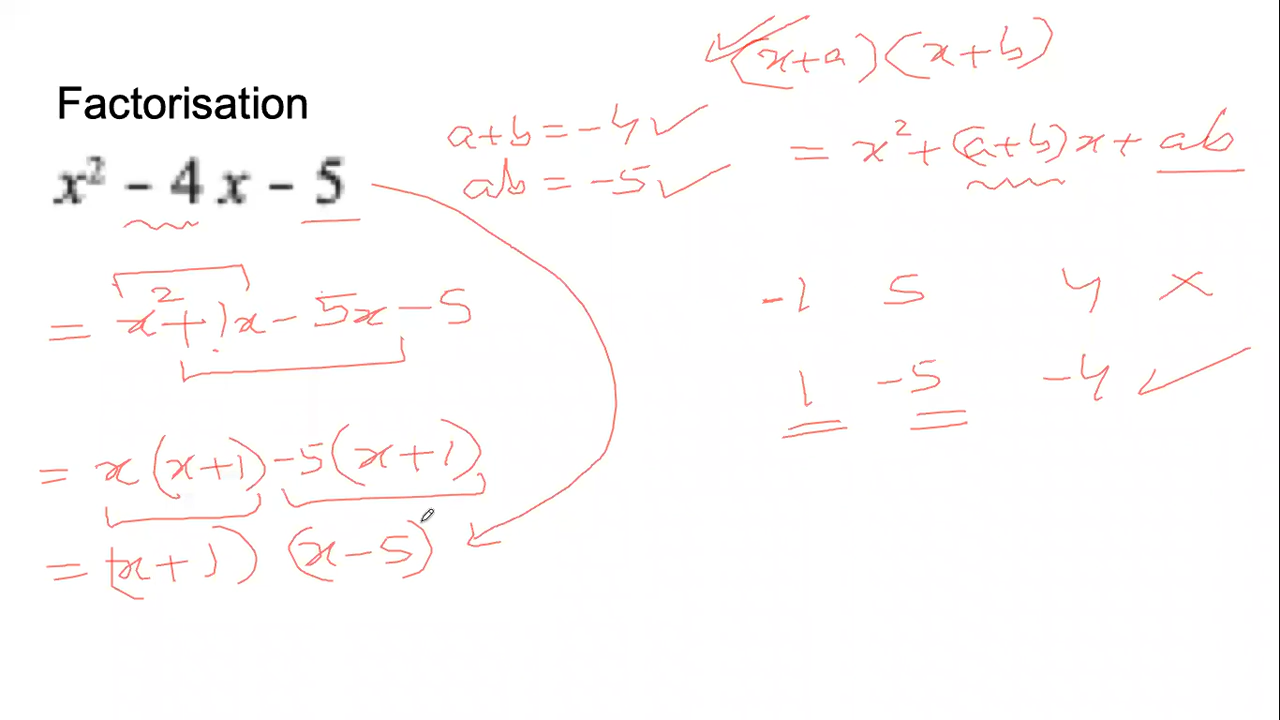 (x+a)(x+b)
= x² + (a+b)x + ab
Factorisation
x² - 4x - 5
a+b = -4 ✓
ab = -5 ✓
= x² + 1x - 5x - 5
= x(x+1) - 5(x+1)
= (x+1) (x-5)
-1 5 4 ×
1 -5 -4 ✓